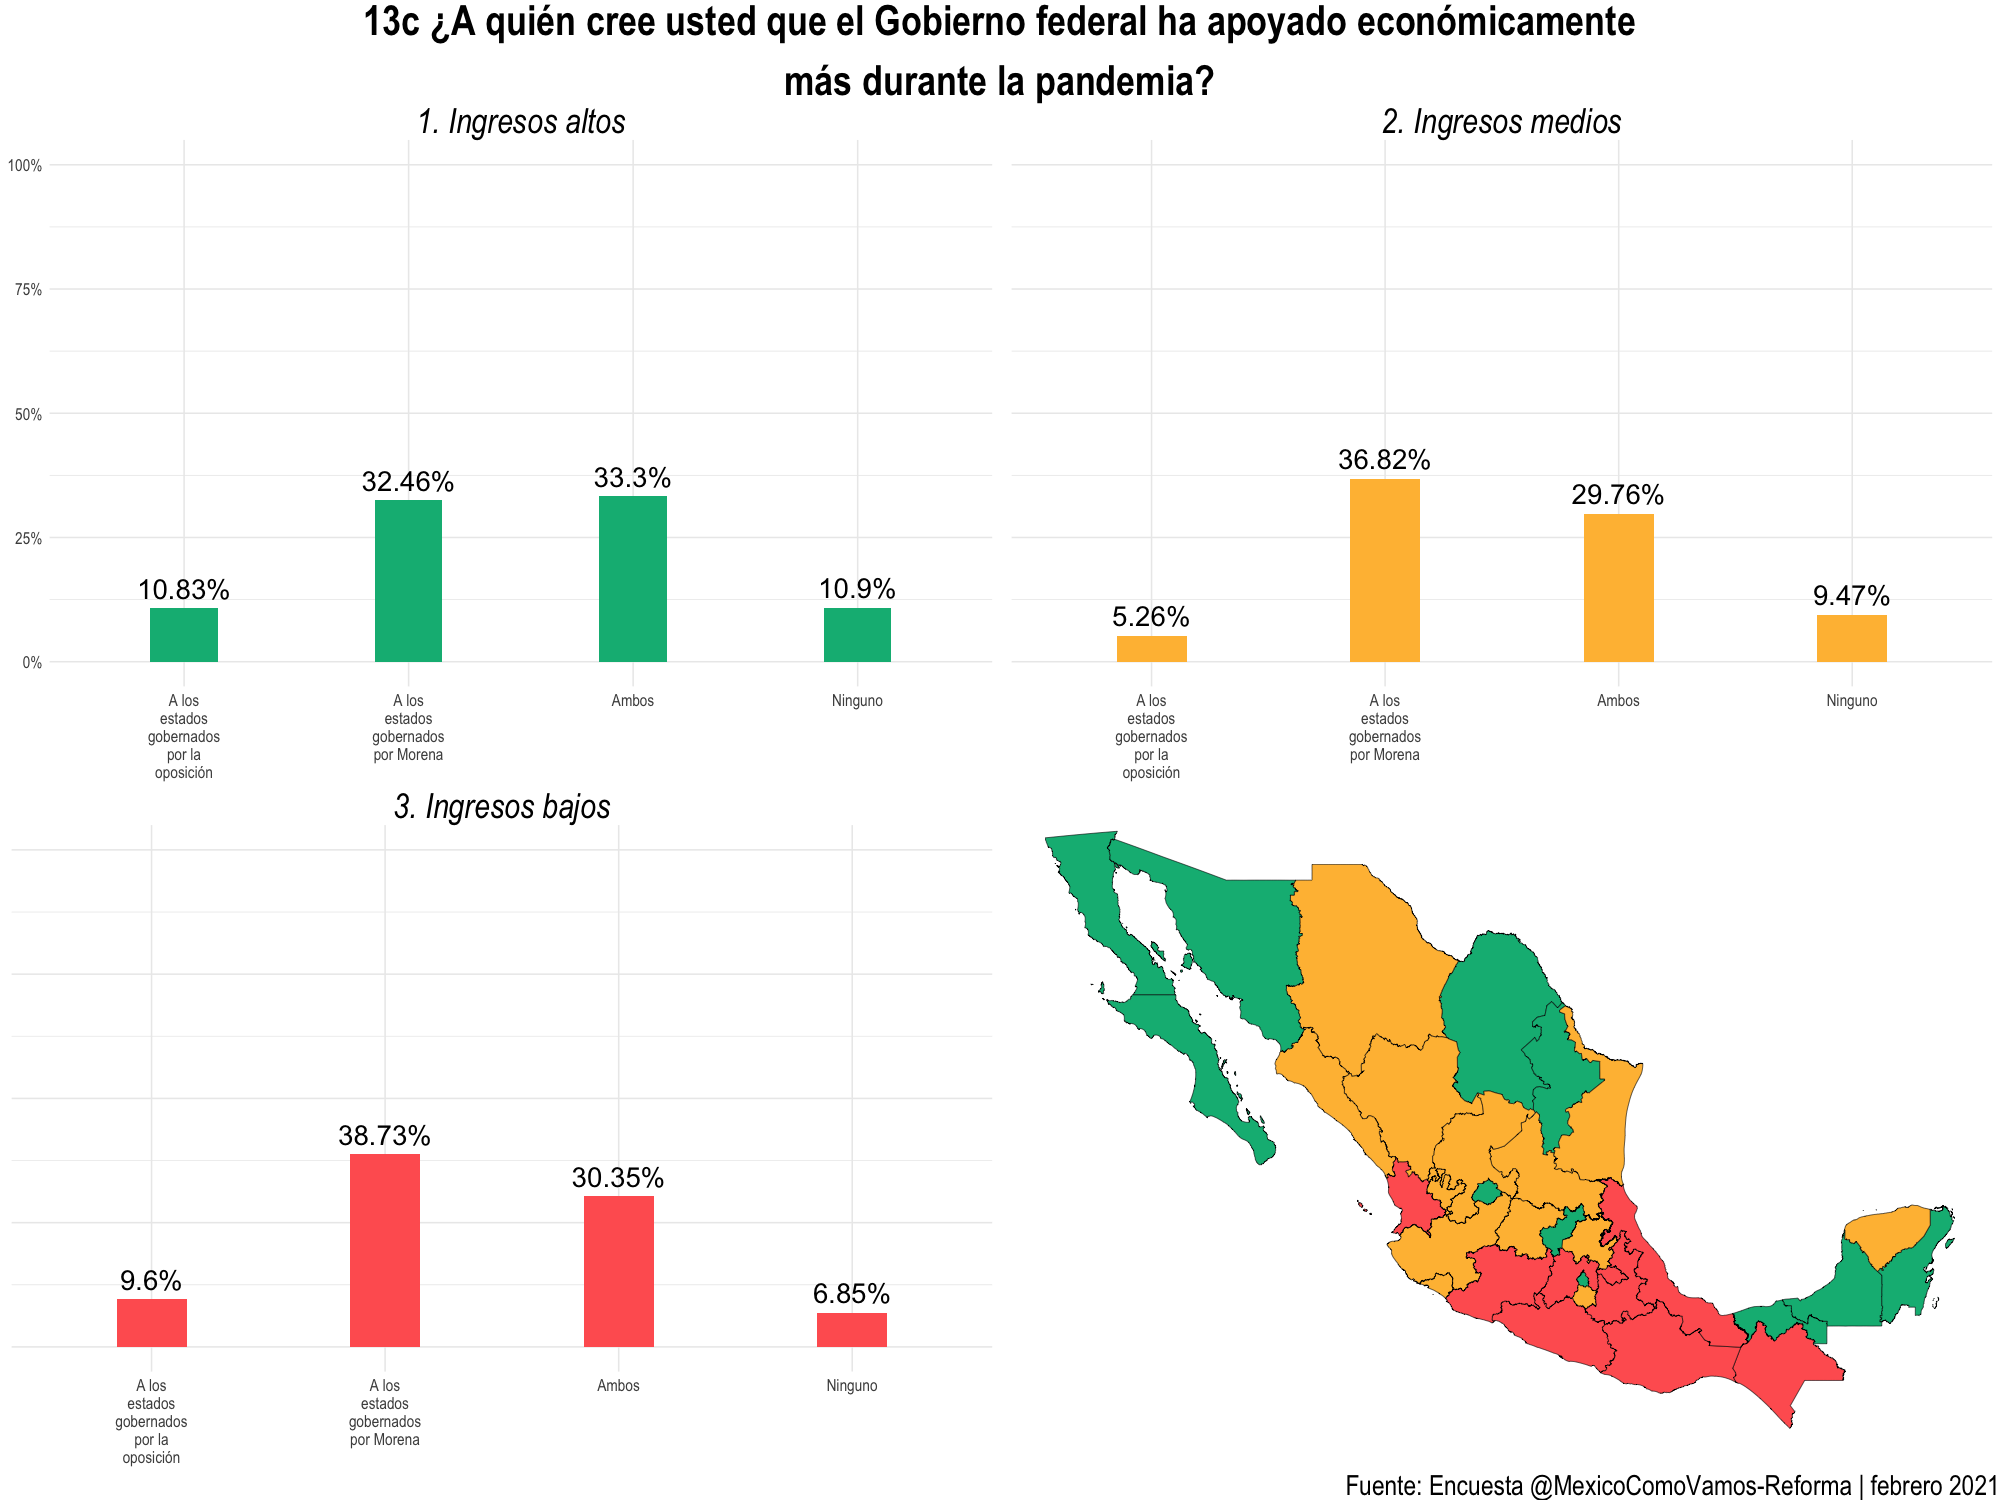 13c ¿A quién cree usted que el Gobierno federal ha apoyado económicamente
más durante la pandemia?
1. Ingresos altos
100%
75%
50%
25%
0%
10.83%
32.46%
33.3%
10.9%
A los
estados
gobernados
por la
oposición
A los
estados
gobernados
por Morena
Ambos
Ninguno
2. Ingresos medios
5.26%
36.82%
29.76%
9.47%
A los
estados
gobernados
por la
oposición
A los
estados
gobernados
por Morena
Ambos
Ninguno
3. Ingresos bajos
9.6%
38.73%
30.35%
6.85%
A los
estados
gobernados
por la
oposición
A los
estados
gobernados
por Morena
Ambos
Ninguno
Fuente: Encuesta @MexicoComoVamos-Reforma | febrero 2021